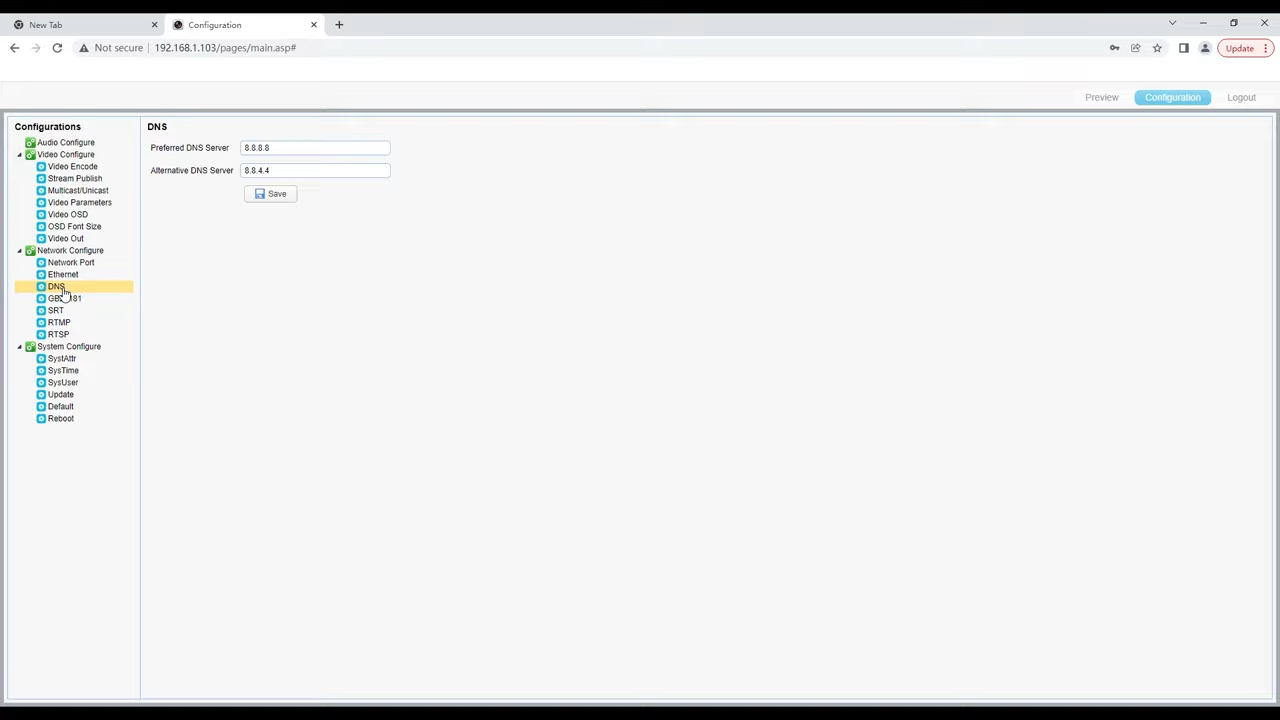 New Tab
Configuration
Not secure
192.168.1.103/pages/main.asp#
Update
Preview
Configuration
Logout
Configurations
Audio Configure
Video Configure
Video Encode
Stream Publish
Multicast/Unicast
Video Parameters
Video OSD
OSD Font Size
Video Out
Network Configure
Network Port
Ethernet
DNS
SRT
RTMP
RTSP
System Configure
SystAttr
SysTime
SysUser
Update
Default
Reboot
DNS
Preferred DNS Server 8.8.8.8
Alternative DNS Server 8.8.4.4
Save